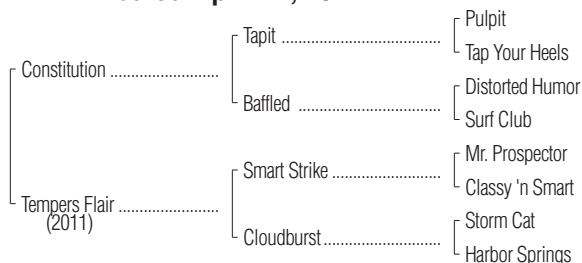 Pulpit
Tapit ..........................................
Tap Your Heels
Constitution .............................
Distorted Humor
Baffled .....................................
Surf Club
Mr. Prospector
Smart Strike ...............................
Classy 'n Smart
Tempers Flair ...........................
(2011)
Storm Cat
Cloudburst.................................
Harbor Springs